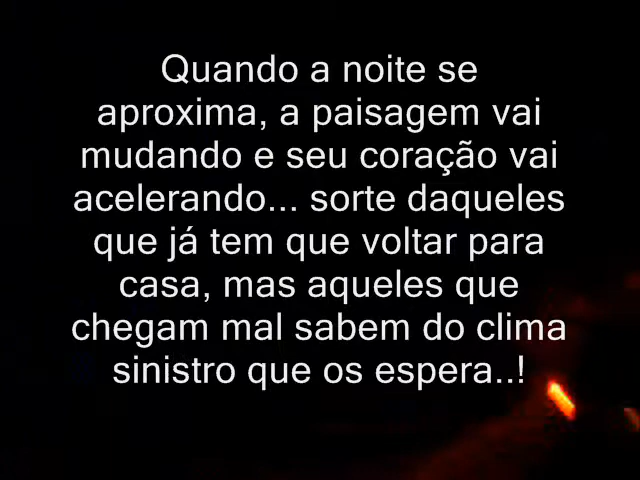 Quando a noite se
aproxima, a paisagem vai
mudando e seu coração vai
acelerando... sorte daqueles
que já tem que voltar para
casa, mas aqueles que
chegam mal sabem do clima
sinistro que os espera..!